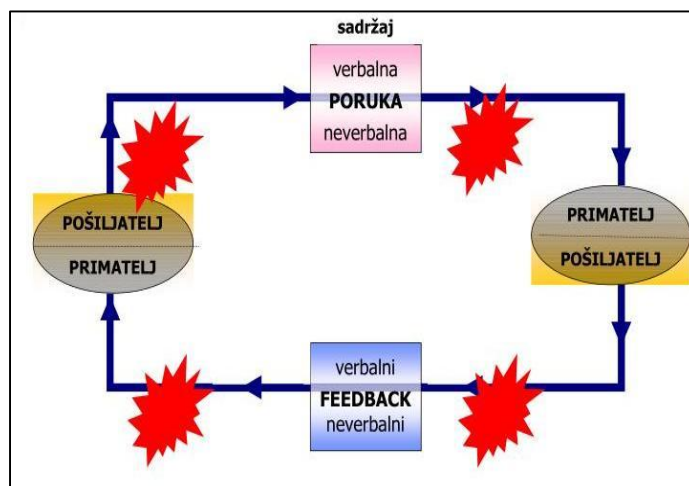 sadržaj
verbalna
PORUKA
neverbalna
POŠILJATELJ
PRIMATELJ
PRIMATELJ
POŠILJATELJ
verbalni
FEEDBACK
neverbalni